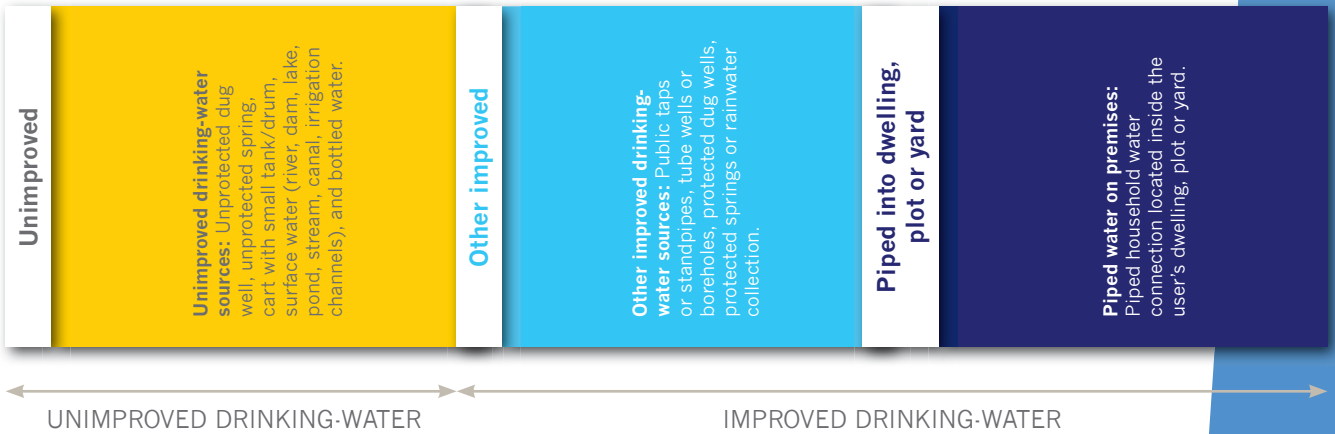 Unimproved
Unimproved drinking-water
sources: Unprotected dug
well, unprotected spring,
cart with small tank/drum,
surface water (river, dam, lake,
pond, stream, canal, irrigation
channels), and bottled water.
Other improved
Other improved drinking-
water sources: Public taps
or standpipes, tube wells or
boreholes, protected dug wells,
protected springs or rainwater
collection.
Piped into dwelling,
plot or yard
Piped water on premises:
Piped household water
connection located inside the
user's dwelling, plot or yard.
UNIMPROVED DRINKING-WATER
IMPROVED DRINKING-WATER